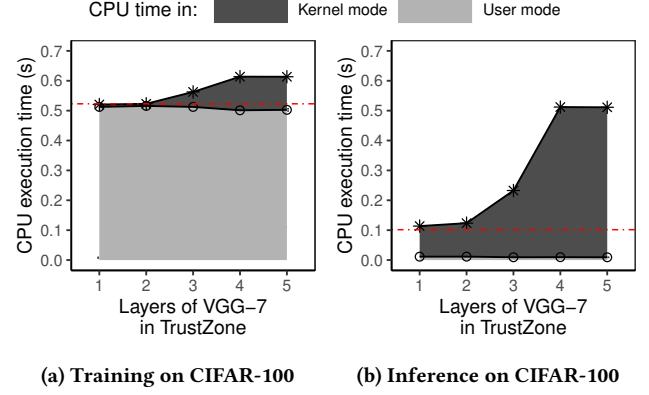 CPU time in: Kernel mode User mode
CPU execution time (s)
0.7
0.6
0.5
0.4
0.3
0.2
0.1
0.0
1 2 3 4 5
Layers of VGG−7
in TrustZone
(a) Training on CIFAR-100
CPU execution time (s)
0.7
0.6
0.5
0.4
0.3
0.2
0.1
0.0
1 2 3 4 5
Layers of VGG−7
in TrustZone
(b) Inference on CIFAR-100